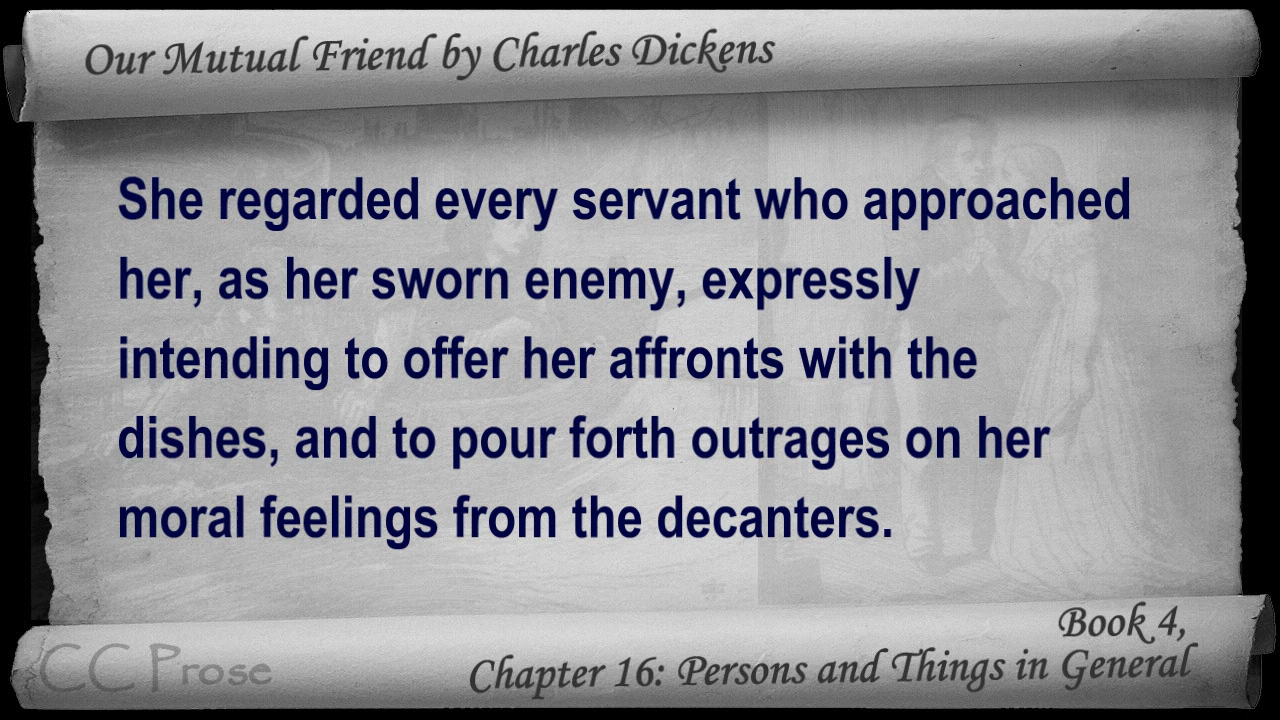 Our Mutual Friend by Charles Dickens
She regarded every servant who approached
her, as her sworn enemy, expressly
intending to offer her affronts with the
dishes, and to pour forth outrages on her
moral feelings from the decanters.
Book 4,
Chapter 16: Persons and Things in General
CC Prose